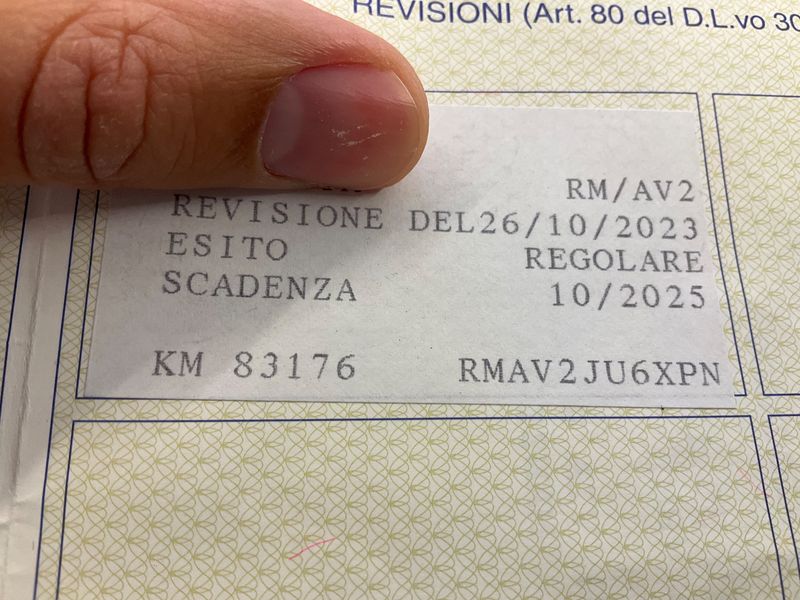 REVISIONI (Art. 80 del D.L.vo 30
RM/AV2
REVISIONE DEL26/10/2023
ESITO REGOLARE
SCADENZA 10/2025
KM 83176 RMAV2JU6XPN